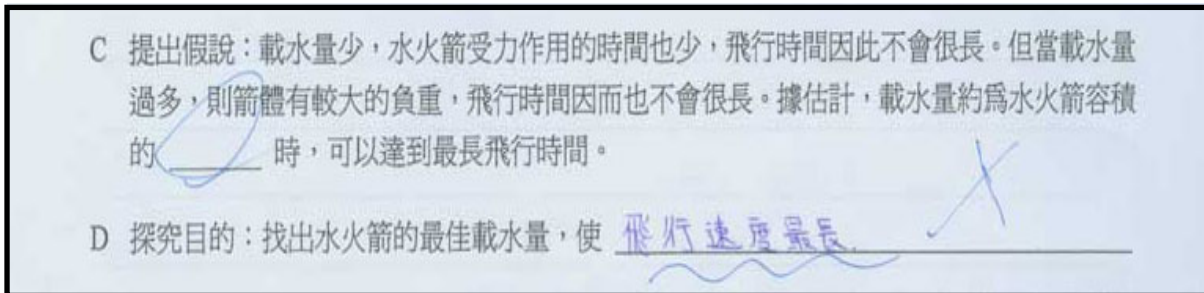 C 提出假說：載水量少，水火箭受力作用的時間也少，飛行時間因此不會很長。但當載水量
過多，則箭體有較大的負重，飛行時間因而也不會很長。據估計，載水量約爲水火箭容積
的 ______ 時，可以達到最長飛行時間。
D 探究目的：找出水火箭的最佳載水量，使 飛行速度最長.